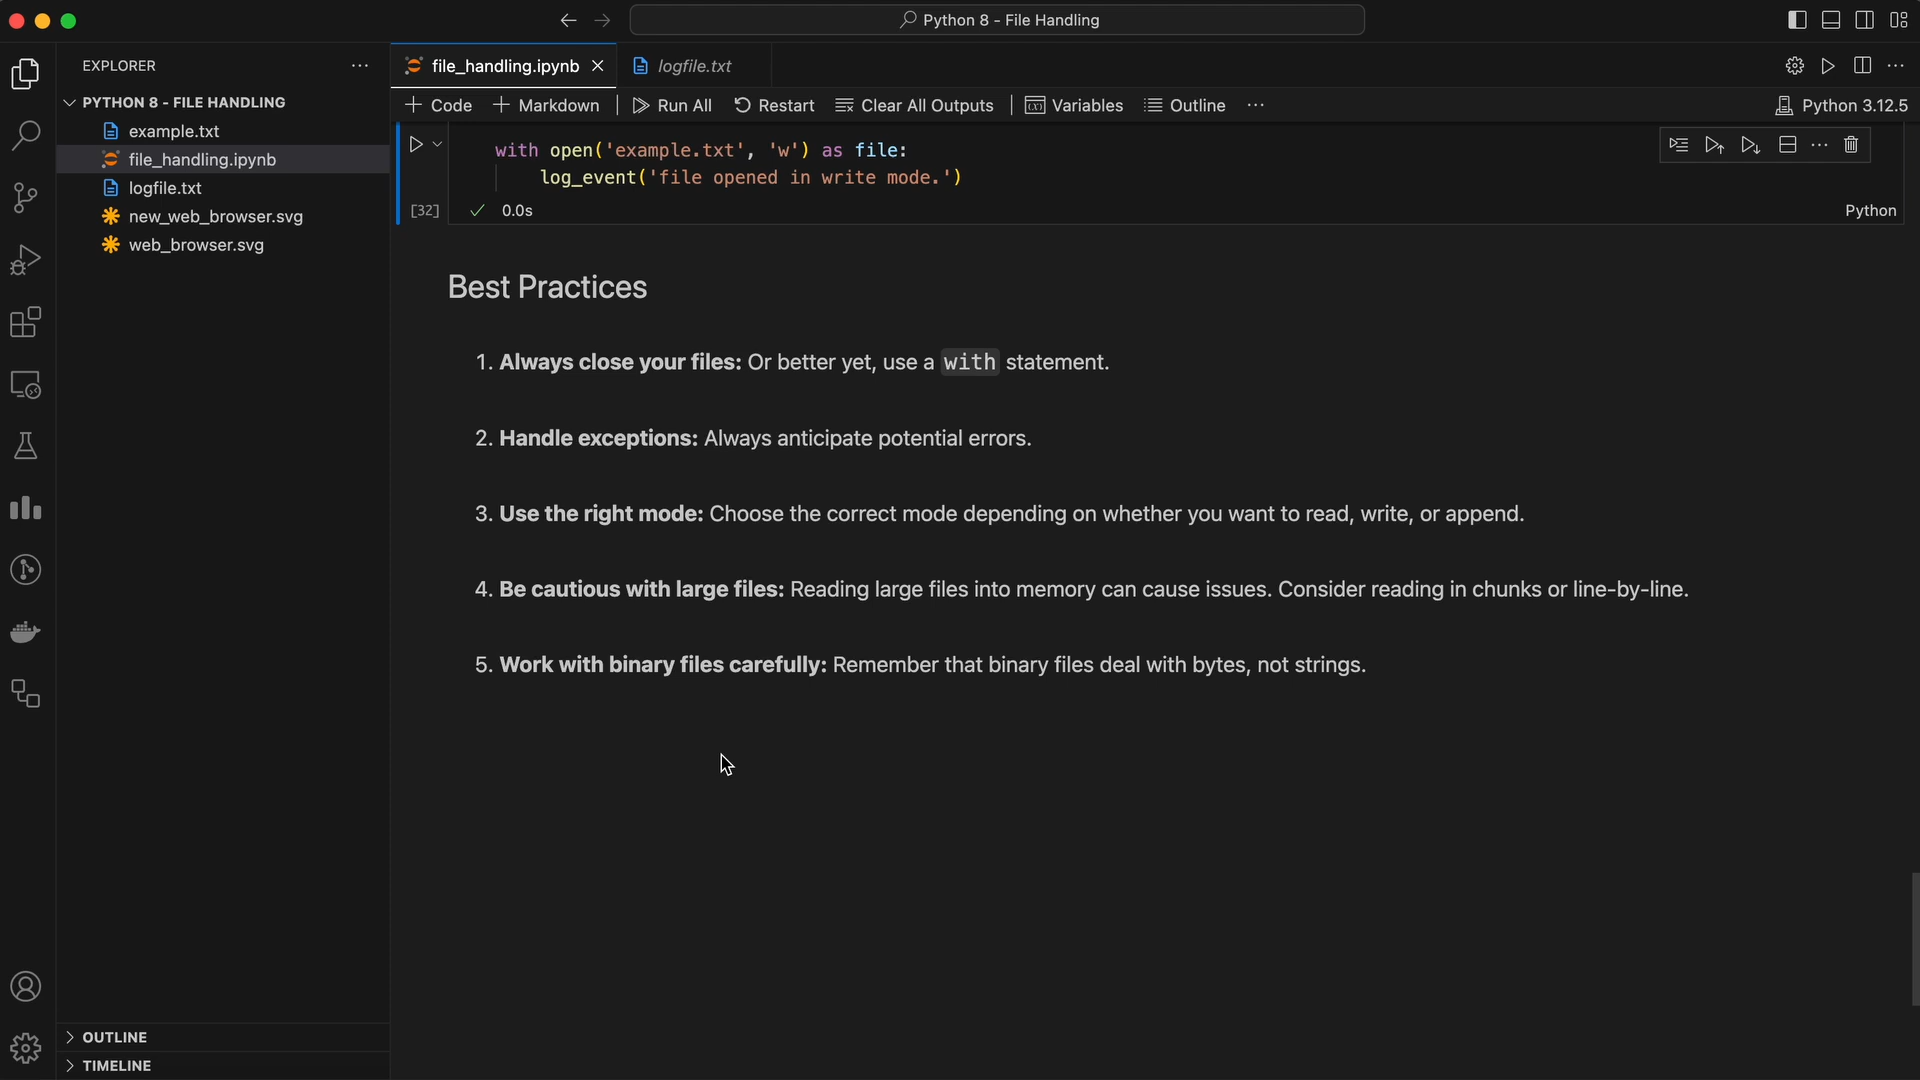 Python 8 - File Handling
EXPLORER
PYTHON 8 - FILE HANDLING
example.txt
file_handling.ipynb
logfile.txt
new_web_browser.svg
web_browser.svg
OUTLINE
TIMELINE
file_handling.ipynb
logfile.txt
Code Markdown Run All Restart Clear All Outputs Variables Outline Python 3.12.5
with open('example.txt', 'w') as file:
log_event('file opened in write mode.')
[32] 0.0s Python
Best Practices
1. Always close your files: Or better yet, use a with statement.
2. Handle exceptions: Always anticipate potential errors.
3. Use the right mode: Choose the correct mode depending on whether you want to read, write, or append.
4. Be cautious with large files: Reading large files into memory can cause issues. Consider reading in chunks or line-by-line.
5. Work with binary files carefully: Remember that binary files deal with bytes, not strings.